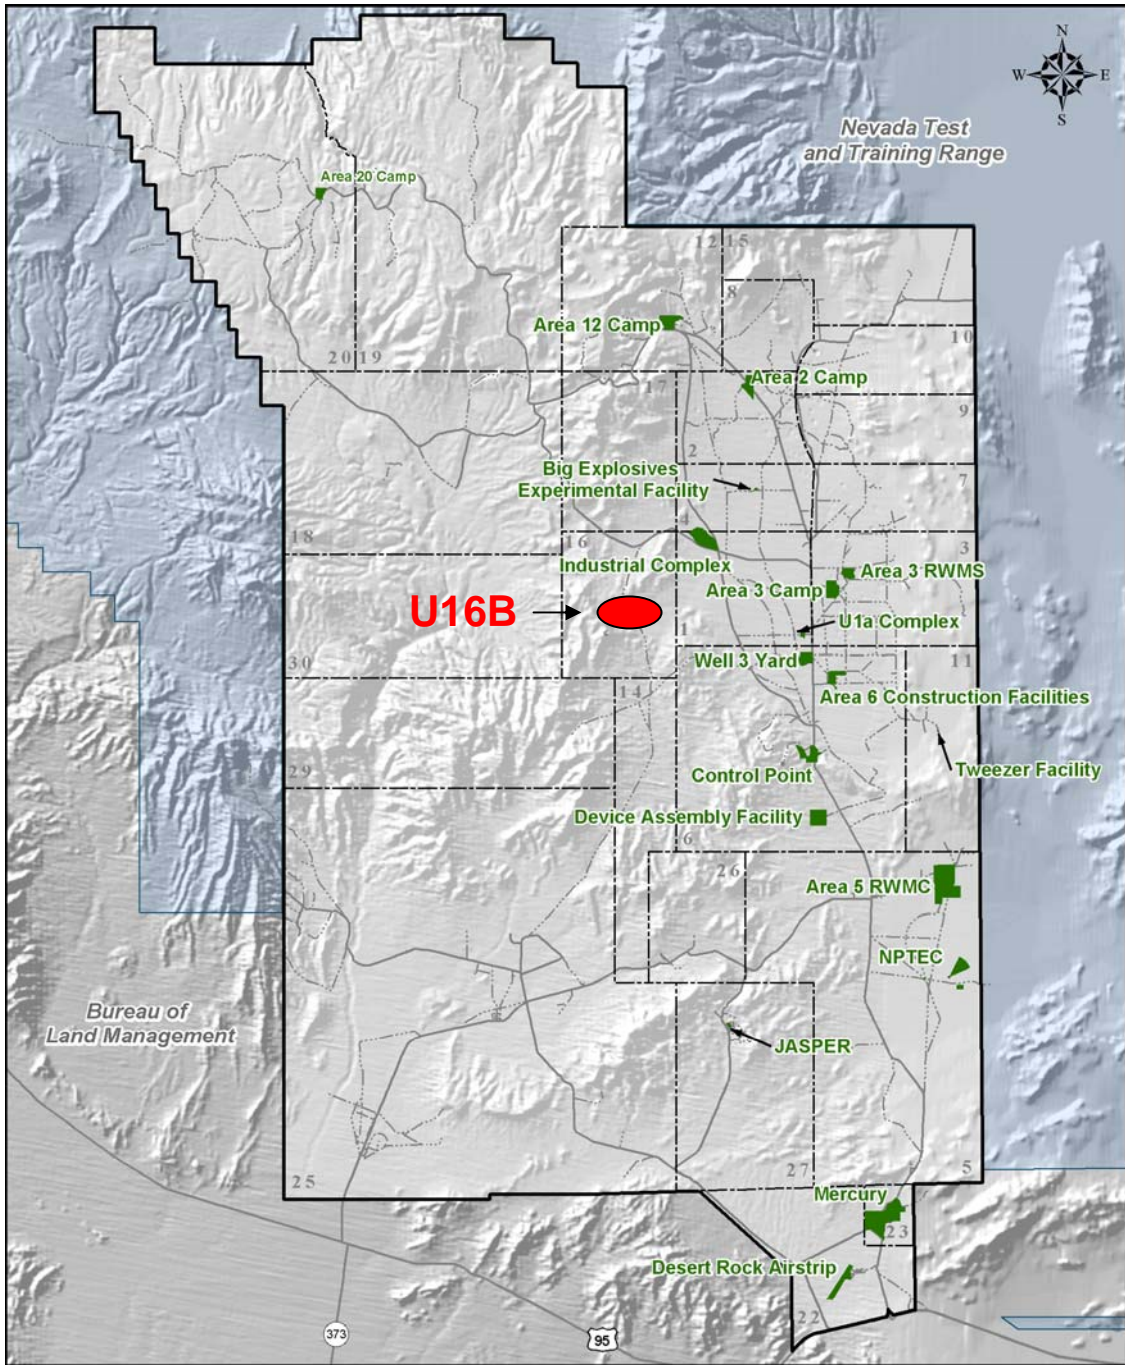 N
W E
S
Nevada Test
and Training Range
Area 20 Camp
12 15
8
Area 12 Camp
10
20 19
17
Area 2 Camp
9
2
Big Explosives
Experimental Facility
7
4
18
16
3
Industrial Complex
Area 3 RWMS
Area 3 Camp
U16B
U1a Complex
1
30
Well 3 Yard
11
14
Area 6 Construction Facilities
29
Control Point
Tweezer Facility
Device Assembly Facility
6
26
Area 5 RWMC
NPTEC
Bureau of
Land Management
JASPER
25
27
5
Mercury
23
Desert Rock Airstrip
22
373
95